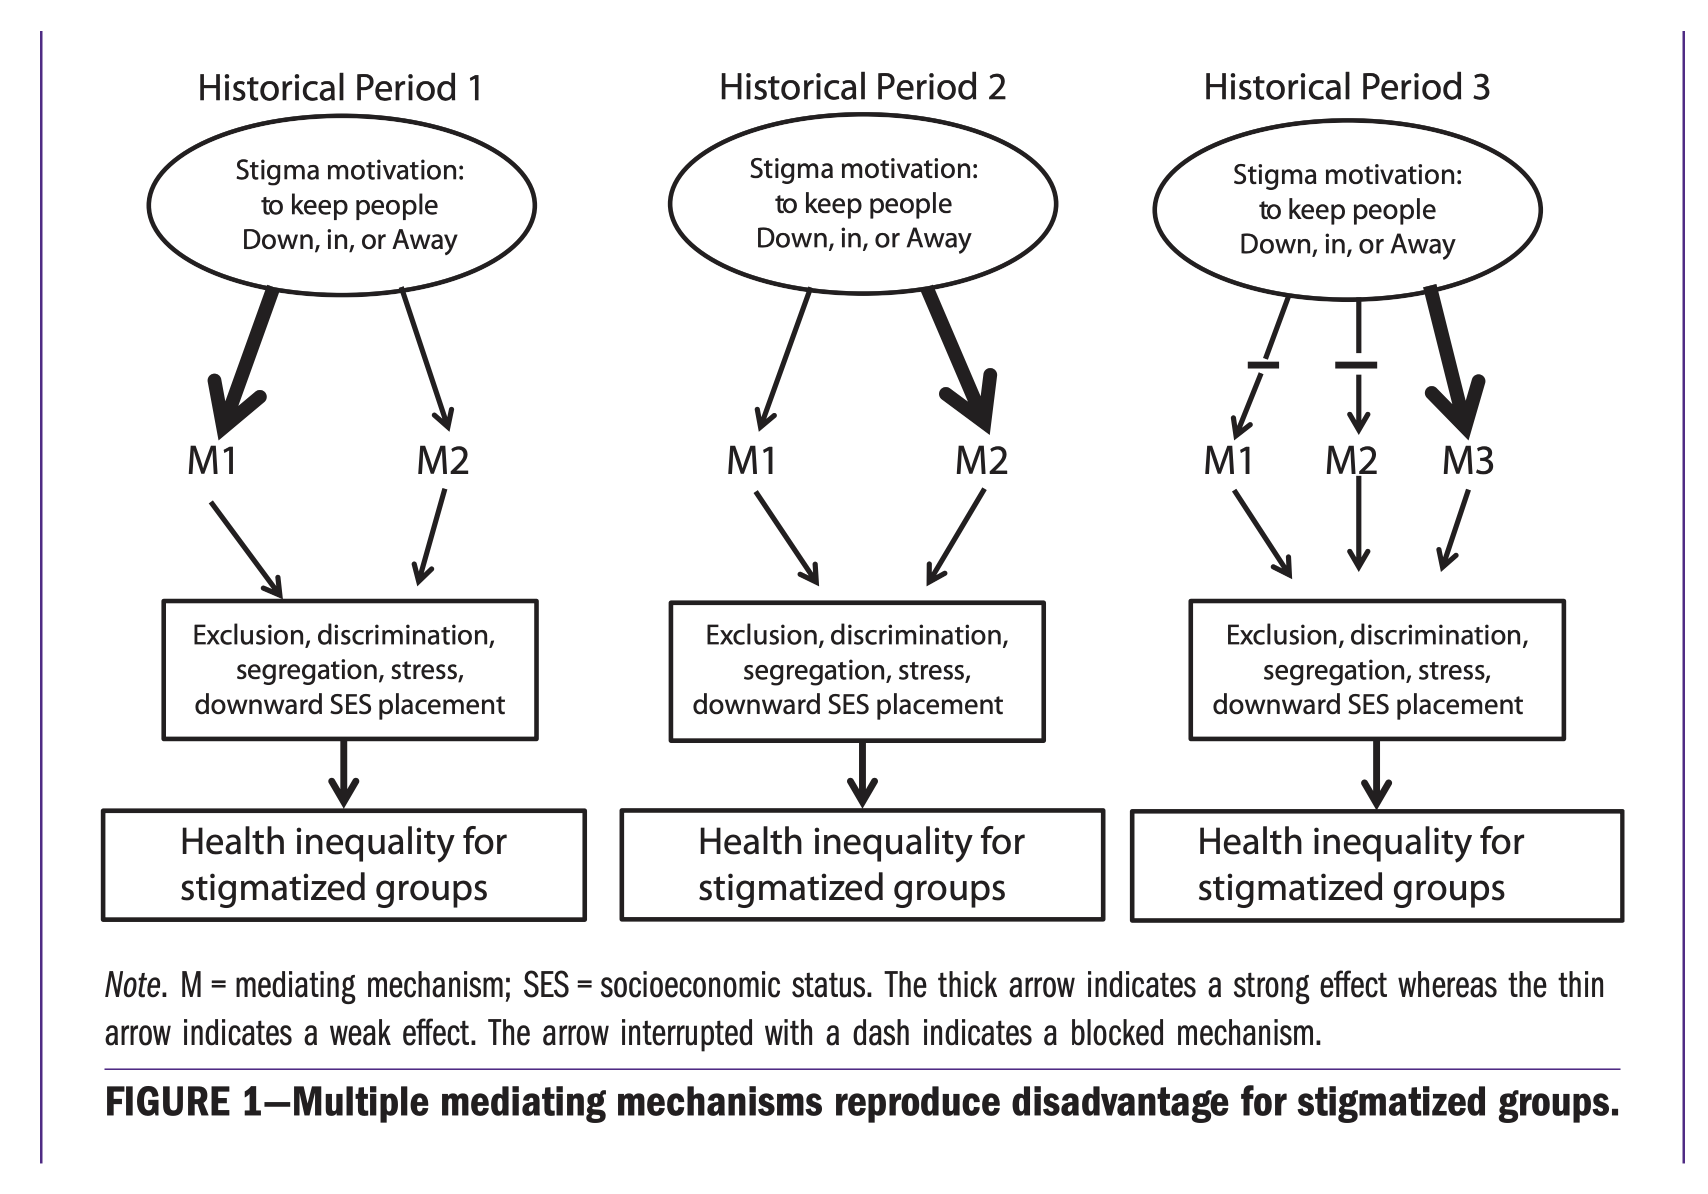 Historical Period 1
Stigma motivation:
to keep people
Down, in, or Away
M1
M2
Exclusion, discrimination,
segregation, stress,
downward SES placement
Health inequality for
stigmatized groups
Historical Period 2
Stigma motivation:
to keep people
Down, in, or Away
M1
M2
Exclusion, discrimination,
segregation, stress,
downward SES placement
Health inequality for
stigmatized groups
Historical Period 3
Stigma motivation:
to keep people
Down, in, or Away
M1
M2
M3
Exclusion, discrimination,
segregation, stress,
downward SES placement
Health inequality for
stigmatized groups
Note. M = mediating mechanism; SES = socioeconomic status. The thick arrow indicates a strong effect whereas the thin
arrow indicates a weak effect. The arrow interrupted with a dash indicates a blocked mechanism.
FIGURE 1—Multiple mediating mechanisms reproduce disadvantage for stigmatized groups.